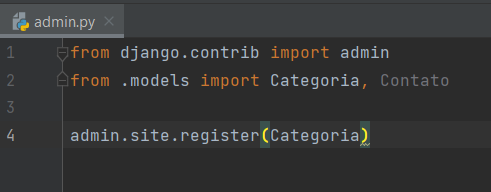 admin.py
1 from django.contrib import admin
2 from .models import Categoria, Contato
3
4 admin.site.register(Categoria)